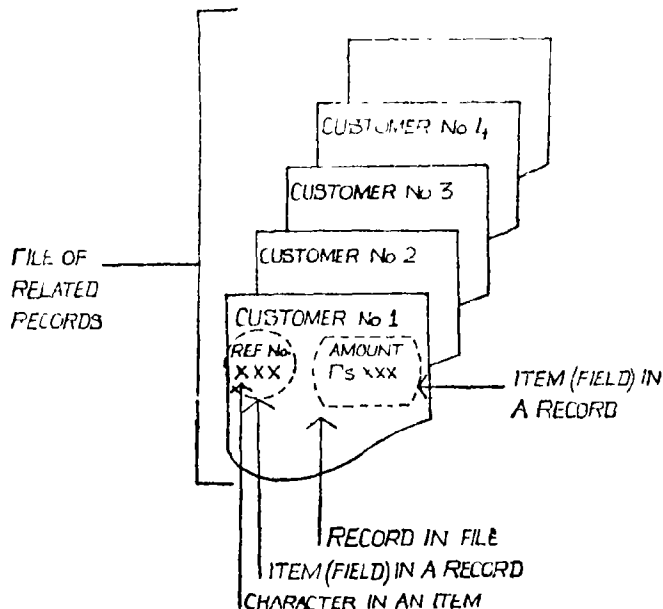 CUSTOMER No 4
CUSTOMER No 3
CUSTOMER No 2
CUSTOMER No 1
REF No
XXX
AMOUNT
Rs XXX
FILE OF
RELATED
RECORDS
ITEM (FIELD) IN
A RECORD
RECORD IN FILE
ITEM (FIELD) IN A RECORD
CHARACTER IN AN ITEM